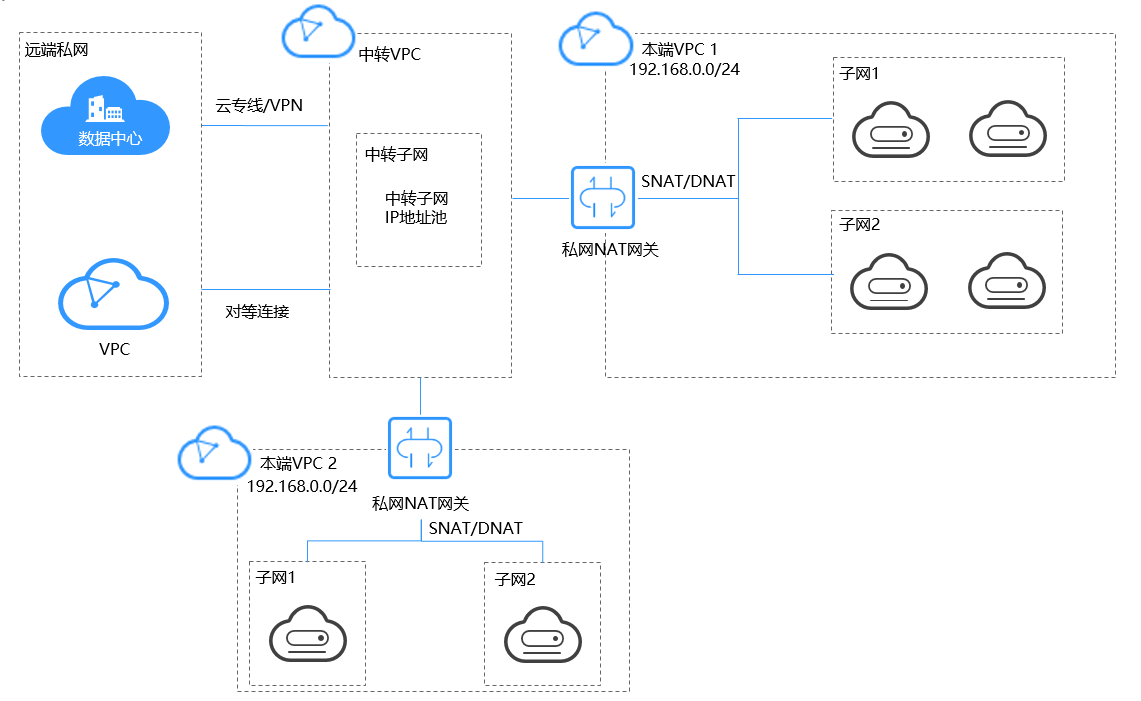 远端私网
数据中心
VPC
云专线/VPN
对等连接
中转VPC
中转子网
中转子网
IP地址池
私网NAT网关
SNAT/DNAT
本端VPC 1
192.168.0.0/24
子网1
子网2
本端VPC 2
192.168.0.0/24
私网NAT网关
SNAT/DNAT
子网1
子网2